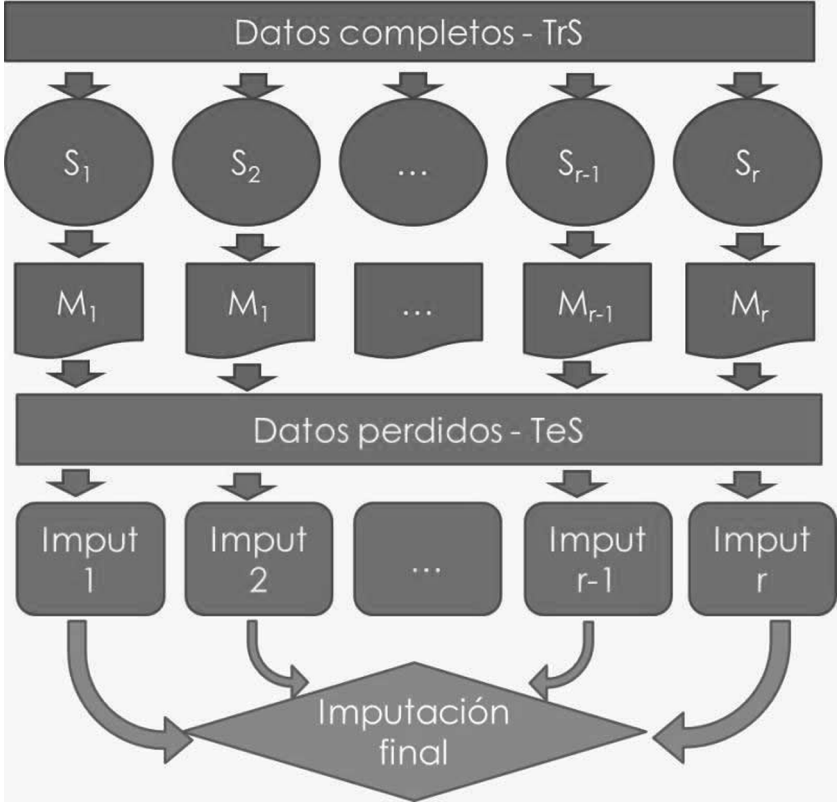 Datos completos - TrS
S1 S2 ... Sr-1 Sr
M1 M1 ... Mr-1 Mr
Datos perdidos - TeS
Imput Imput ... Imput Imput
1 2 r-1 r
Imputación
final